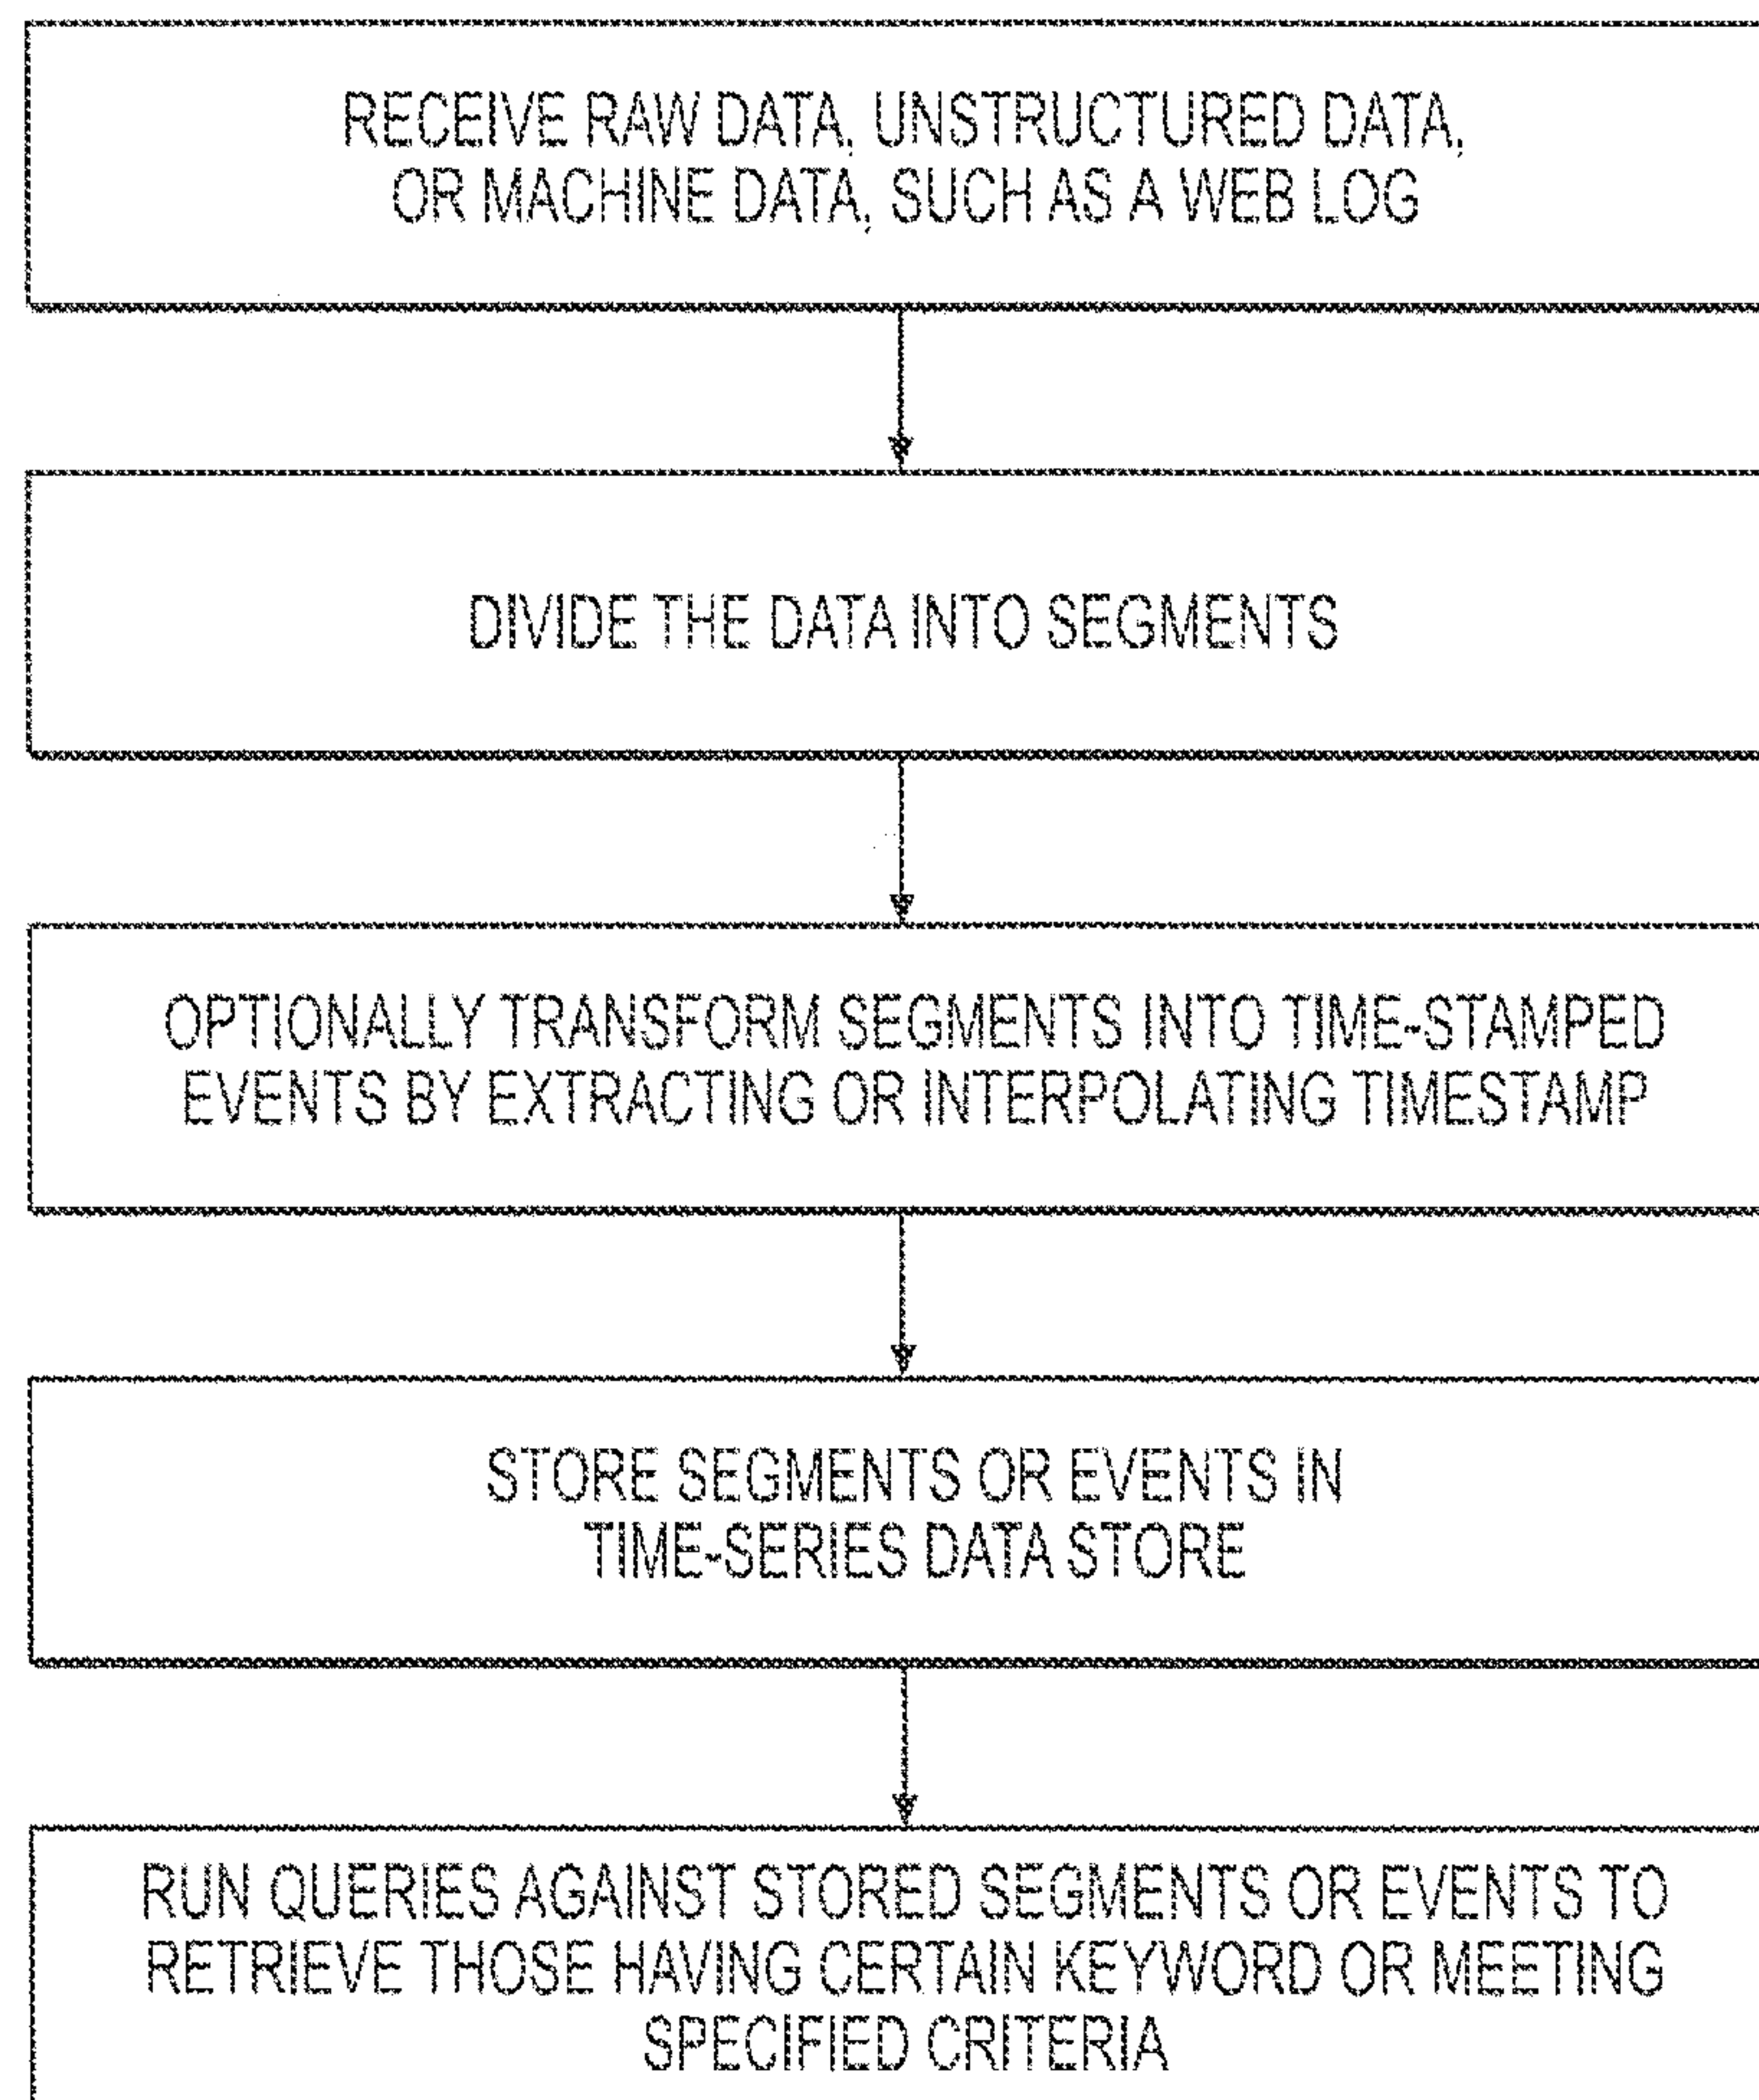 RECEIVE RAW DATA, UNSTRUCTURED DATA,
OR MACHINE DATA, SUCH AS A WEB LOG
DIVIDE THE DATA INTO SEGMENTS
OPTIONALLY TRANSFORM SEGMENTS INTO TIME-STAMPED
EVENTS BY EXTRACTING OR INTERPOLATING TIMESTAMP
STORE SEGMENTS OR EVENTS IN
TIME-SERIES DATA STORE
RUN QUERIES AGAINST STORED SEGMENTS OR EVENTS TO
RETRIEVE THOSE HAVING CERTAIN KEYWORD OR MEETING
SPECIFIED CRITERIA